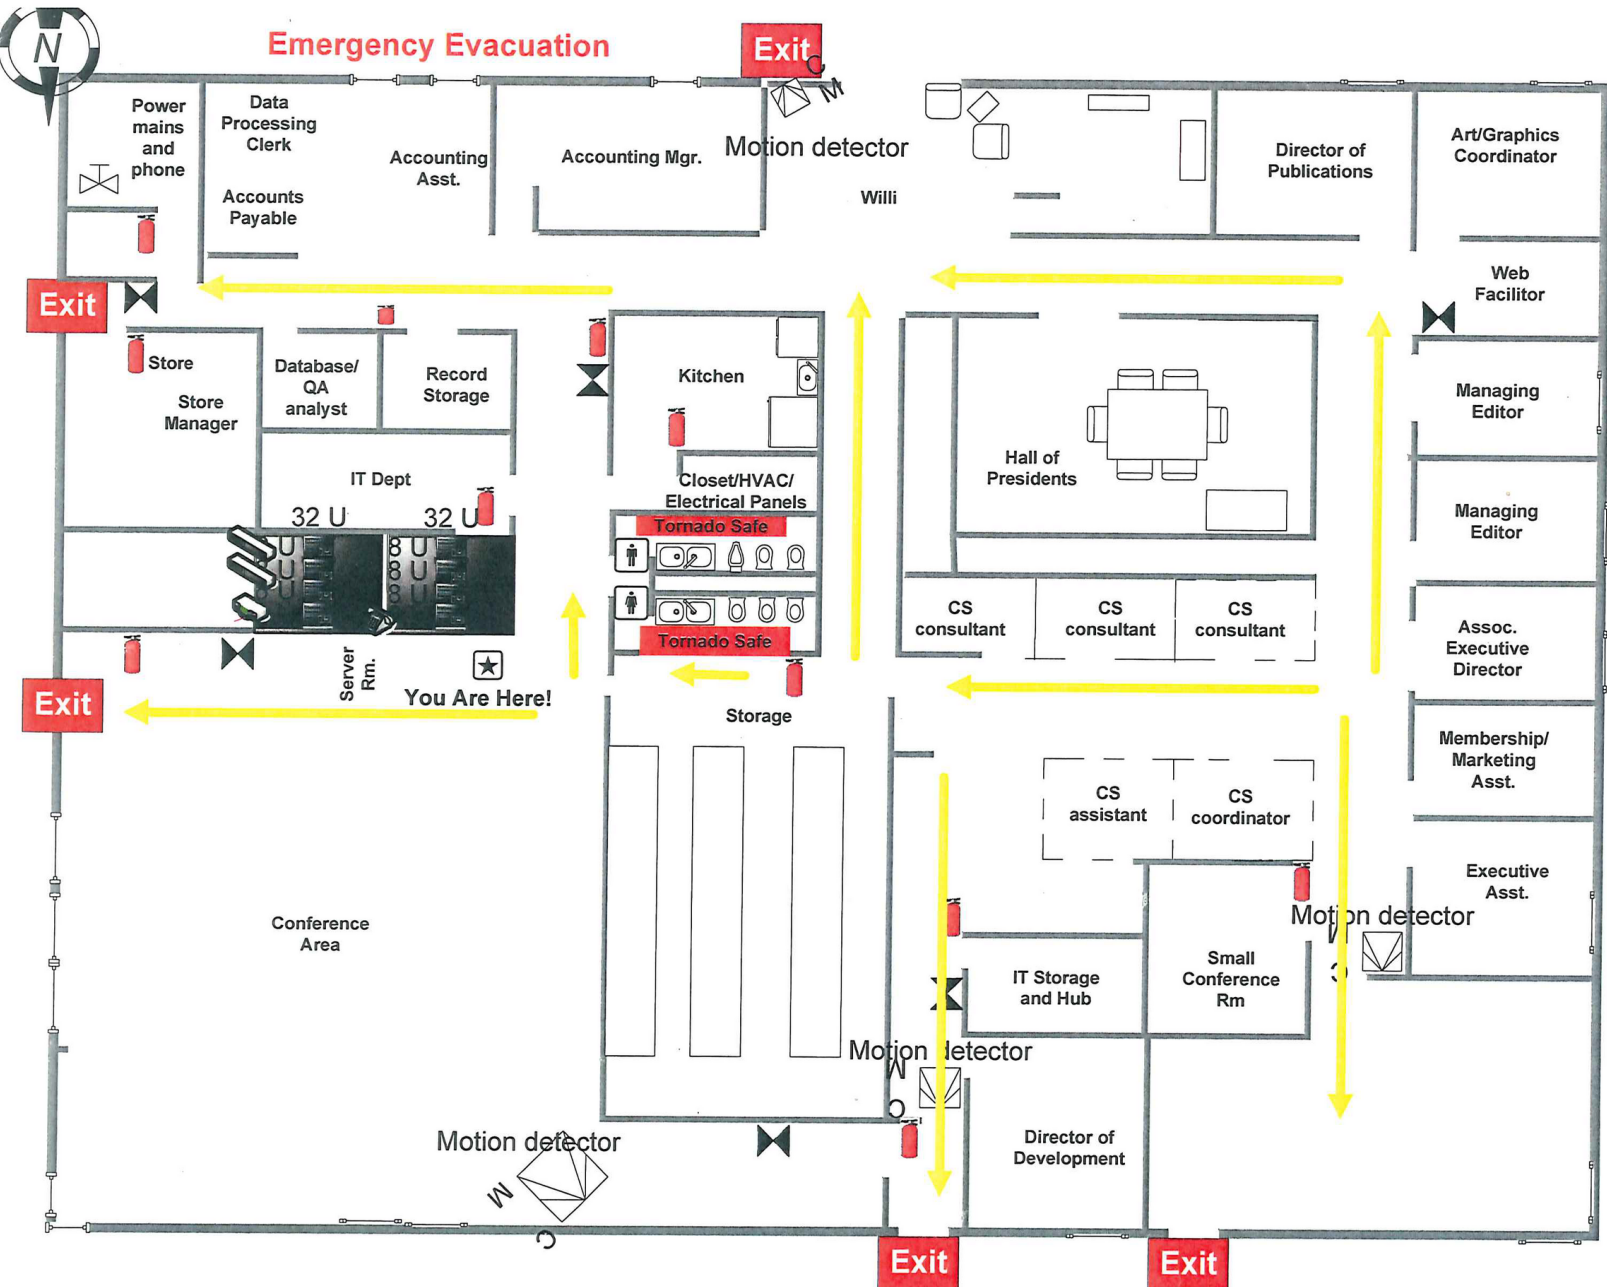 N
Emergency Evacuation
Exit
C
M
Power
mains
and
phone
Data
Processing
Clerk
Accounting
Asst.
Accounts
Payable
Accounting Mgr.
Motion detector
Willi
Director of
Publications
Art/Graphics
Coordinator
Web
Facilitor
Exit
Store
Store
Manager
Database/
QA
analyst
Record
Storage
Kitchen
Hall of
Presidents
Managing
Editor
IT Dept
Closet/HVAC/
Electrical Panels
32 U
32 U
Tornado Safe
Managing
Editor
U
8 U
U
8 U
U
8 U
CS
consultant
CS
consultant
CS
consultant
Tornado Safe
Assoc.
Executive
Director
Server
Rm.
You Are Here!
Exit
Storage
Membership/
Marketing
Asst.
CS
assistant
CS
coordinator
Executive
Asst.
Conference
Area
Motion detector
M
C
Small
Conference
Rm
IT Storage
and Hub
Motion detector
M
C
Motion detector
M
C
Director of
Development
Exit
Exit